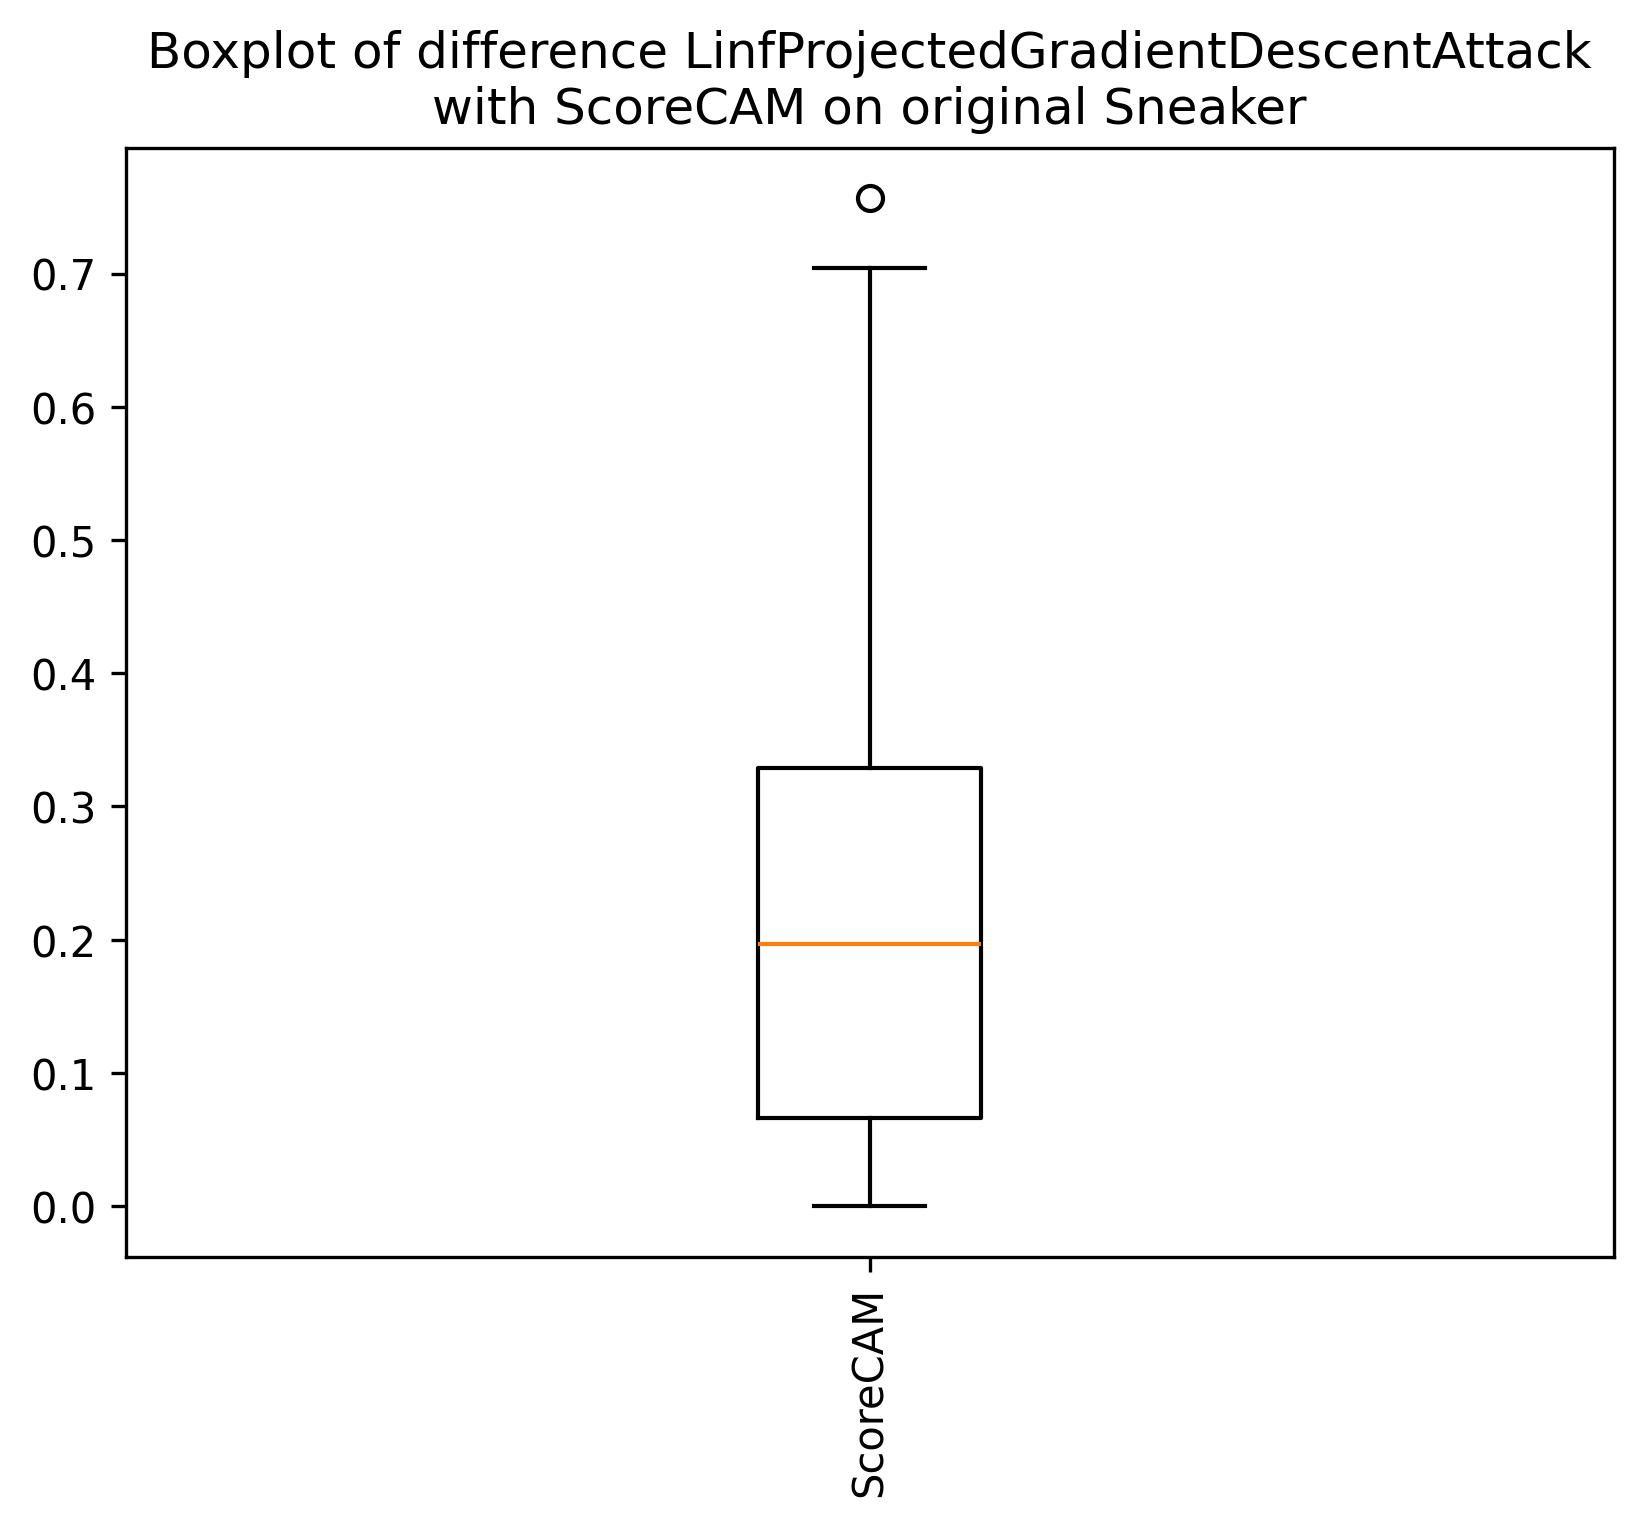 Boxplot of difference LinfProjectedGradientDescentAttack
with ScoreCAM on original Sneaker
0.7
0.6
0.5
0.4
0.3
0.2
0.1
0.0
ScoreCAM